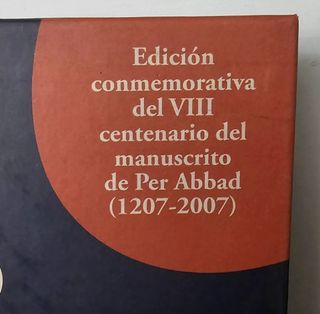 Edición
conmemorativa
del VIII
centenario del
manuscrito
de Per Abbad
(1207-2007)